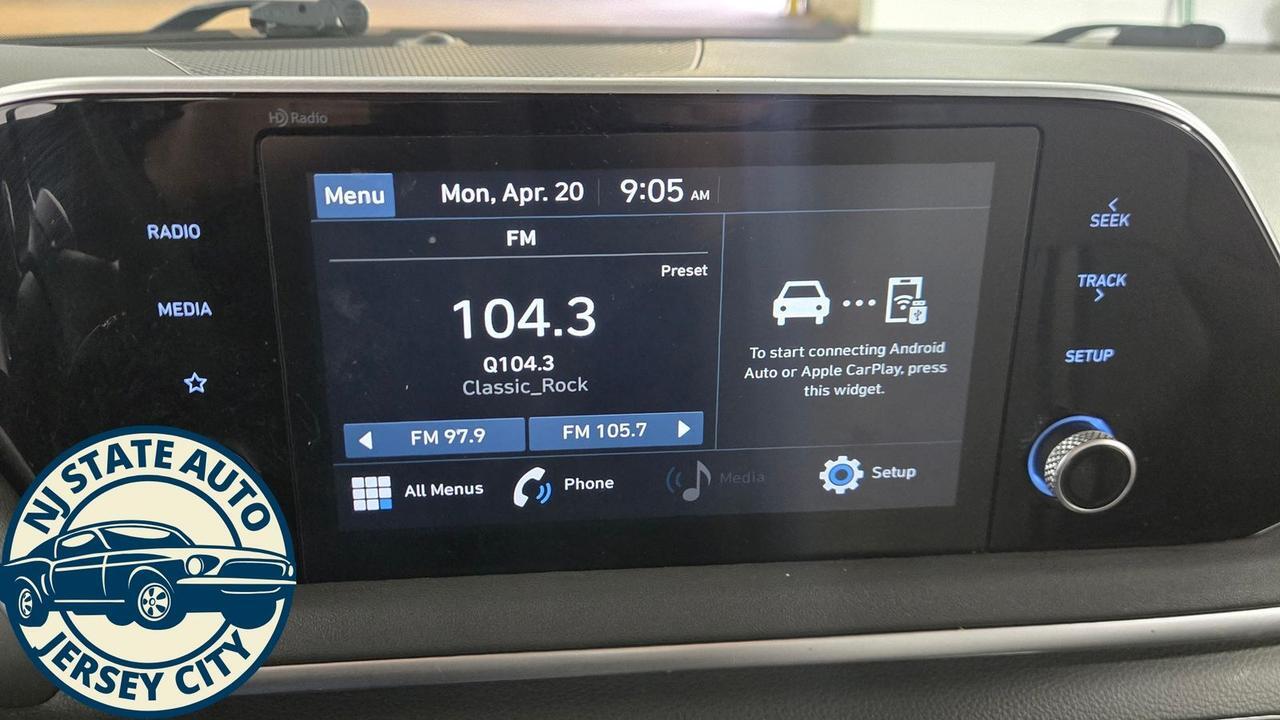 HD Radio
Menu
Mon, Apr. 20
9:05 AM
RADIO
MEDIA
FM
Preset
104.3
Q104.3
Classic_Rock
FM 97.9
FM 105.7
To start connecting Android
Auto or Apple CarPlay, press
this widget.
All Menus
Phone
Media
Setup
SEEK
TRACK
SETUP
NJ STATE AUTO
JERSEY CITY